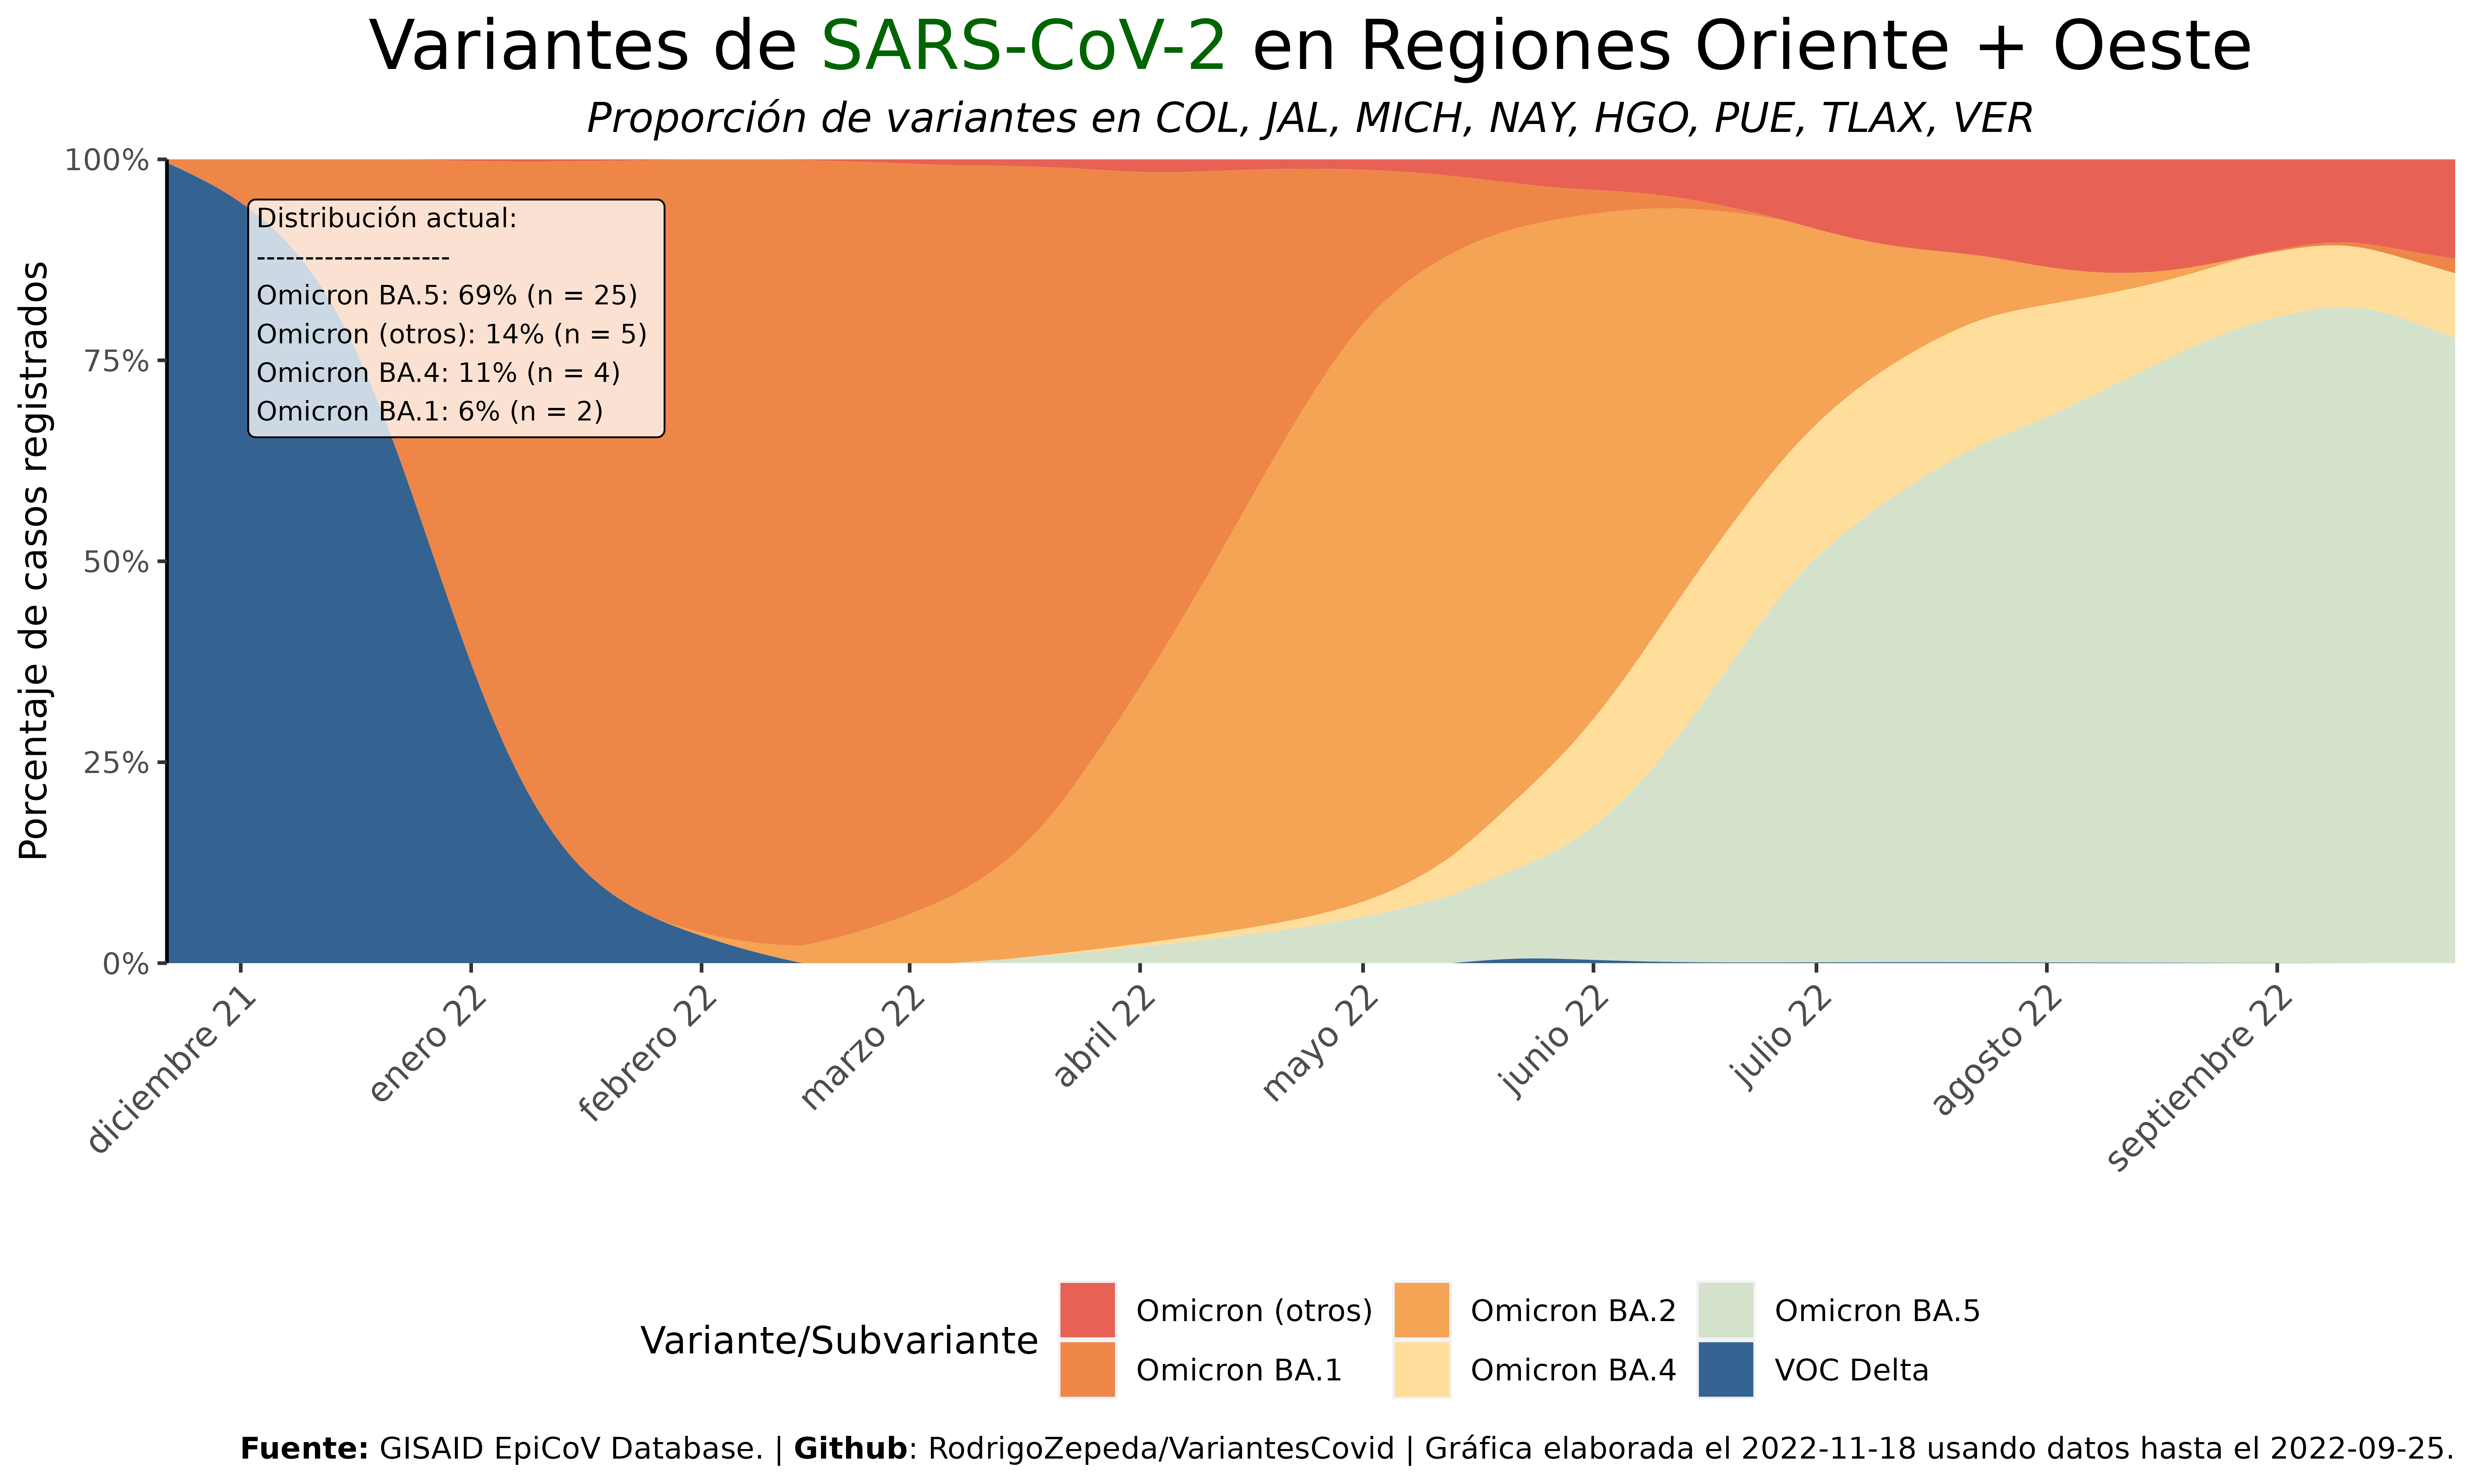 Variantes de SARS-CoV-2 en Regiones Oriente + Oeste
Proporción de variantes en COL, JAL, MICH, NAY, HGO, PUE, TLAX, VER
Porcentaje de casos registrados
100%
75%
50%
25%
0%
Distribución actual:
--------------------
Omicron BA.5: 69% (n = 25)
Omicron (otros): 14% (n = 5)
Omicron BA.4: 11% (n = 4)
Omicron BA.1: 6% (n = 2)
diciembre 21
enero 22
febrero 22
marzo 22
abril 22
mayo 22
junio 22
julio 22
agosto 22
septiembre 22
Variante/Subvariante
Omicron (otros)
Omicron BA.1
Omicron BA.2
Omicron BA.4
Omicron BA.5
VOC Delta
Fuente: GISAID EpiCoV Database. | Github: RodrigoZepeda/VariantesCovid | Gráfica elaborada el 2022-11-18 usando datos hasta el 2022-09-25.